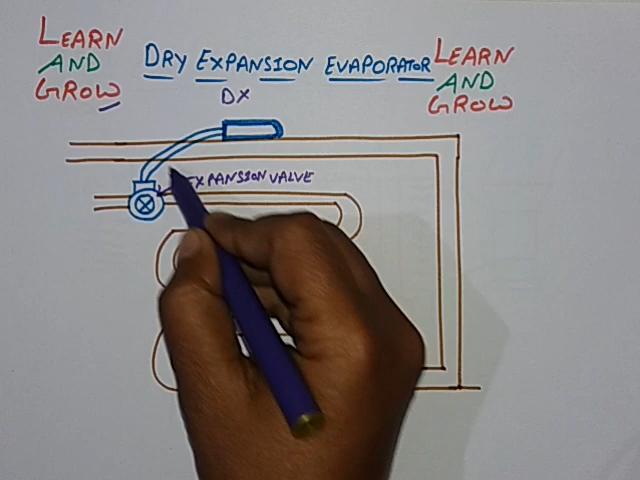 LEARN
AND
GROW
DRY EXPANSION EVAPORATOR
DX
LEARN
AND
GROW
EXPANSION VALVE